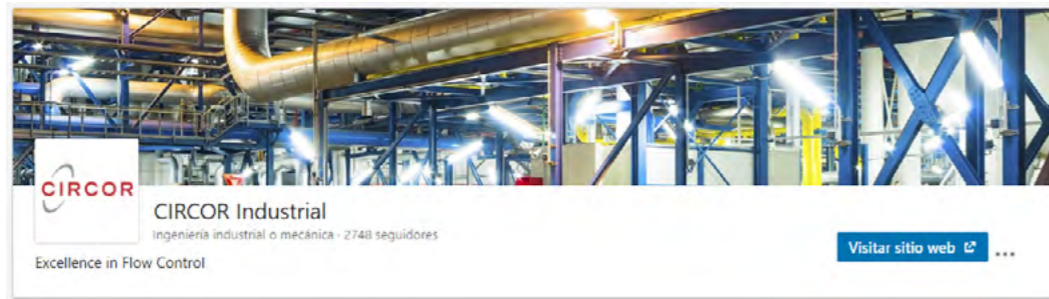 CIRCOR
CIRCOR Industrial
Ingeniería industrial o mecánica · 2748 seguidores
Visitar sitio web
Excellence in Flow Control